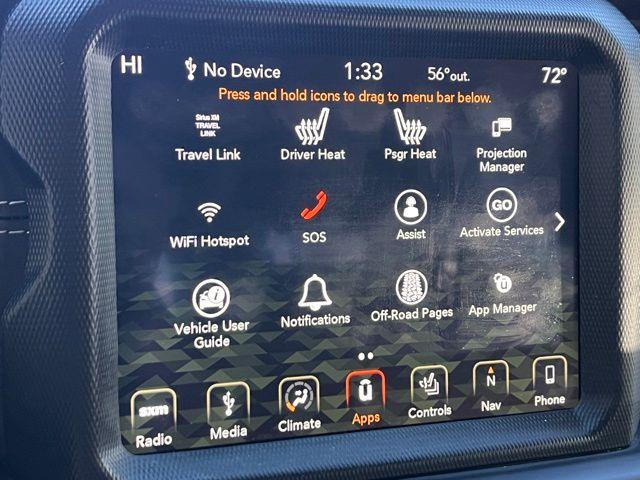 HI No Device 1:33 56°out. 72°
Press and hold icons to drag to menu bar below.
Sirius XM
TRAVEL
LINK
Travel Link Driver Heat Psgr Heat Projection
Manager
GO
WiFi Hotspot SOS Assist Activate Services
Vehicle User
Guide Notifications Off-Road Pages App Manager
sxm ū N
Radio Media Climate Apps Controls Nav Phone